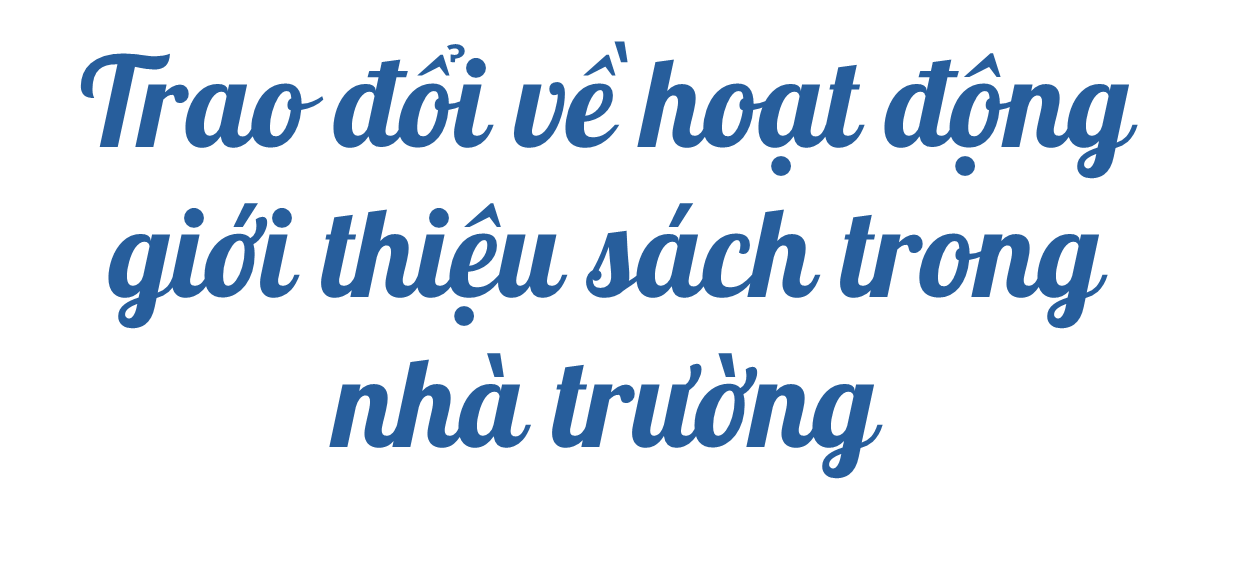 Trao đổi về hoạt động
giới thiệu sách trong
nhà trường